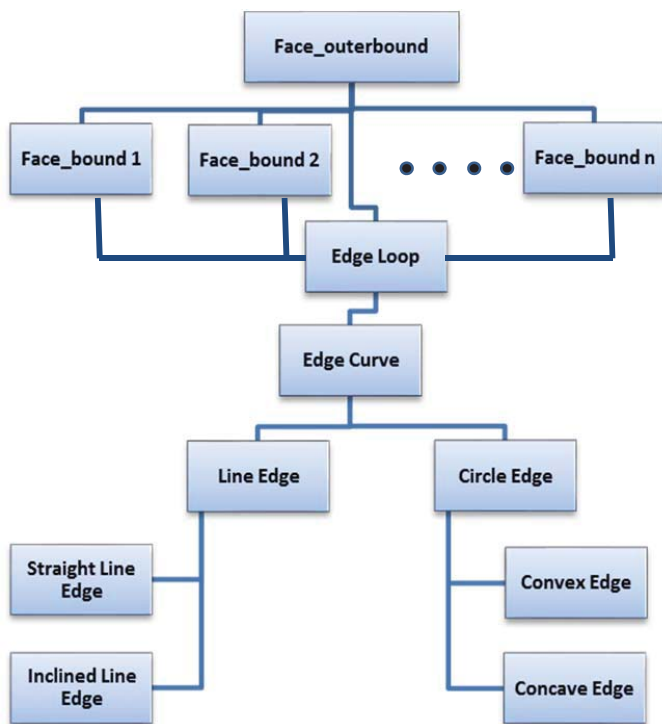 Face_outerbound
Face_bound 1
Face_bound 2
Face_bound n
Edge Loop
Edge Curve
Line Edge
Circle Edge
Straight Line
Edge
Convex Edge
Inclined Line
Edge
Concave Edge